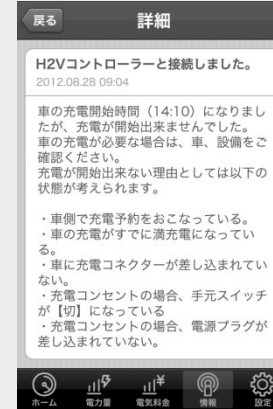 戻る
詳細
H2Vコントローラーと接続しました。
2012.08.28 09:04
車の充電開始時間（14:10）になりまし
たが、充電が開始出来ませんでした。
車の充電が必要な場合は、車、設備をご
確認ください。
充電が開始出来ない理由としては以下の
状態が考えられます。
・車側で充電予約をおこなっている。
・車の充電がすでに満充電になってい
る。
・車に充電コネクターが差し込まれてい
ない。
・充電コンセントの場合、手元スイッチ
が【切】になっている
・充電コンセントの場合、電源プラグが
差し込まれていない。
ホーム 電力量 電気料金 情報 設定